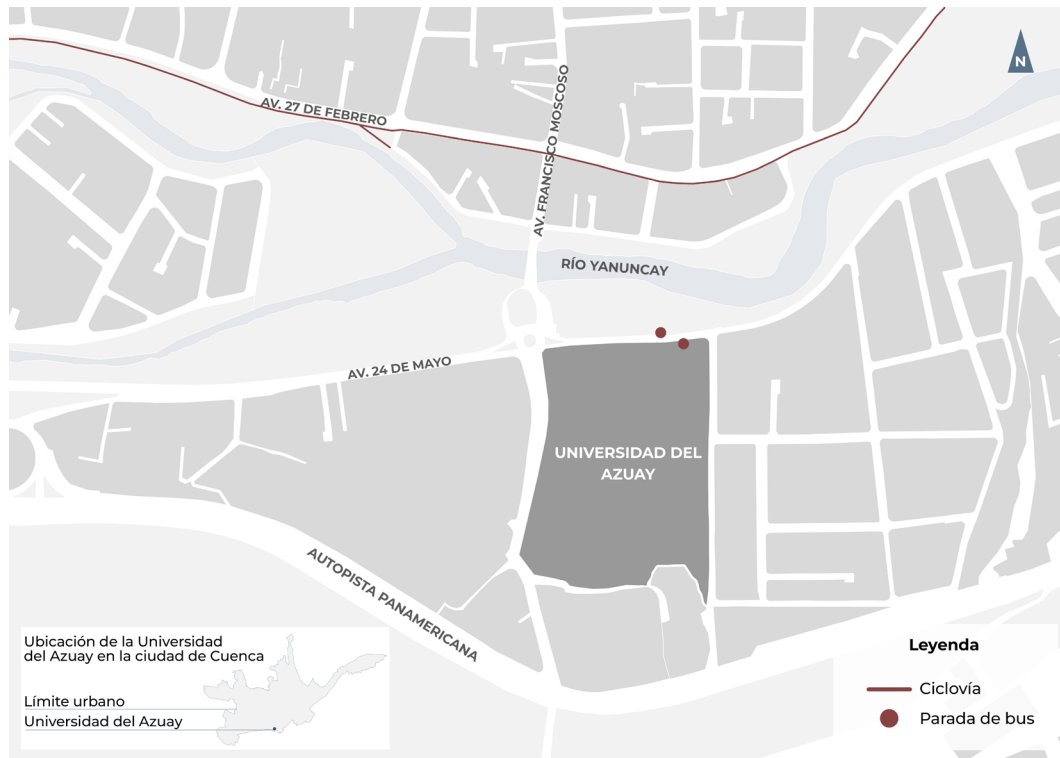 N
AV. 27 DE FEBRERO
AV. FRANCISCO MOSCOSO
RÍO YANUNCAY
AV. 24 DE MAYO
UNIVERSIDAD DEL
AZUAY
AUTOPISTA PANAMERICANA
Ubicación de la Universidad
del Azuay en la ciudad de Cuenca
Límite urbano
Universidad del Azuay
Leyenda
Ciclovía
Parada de bus